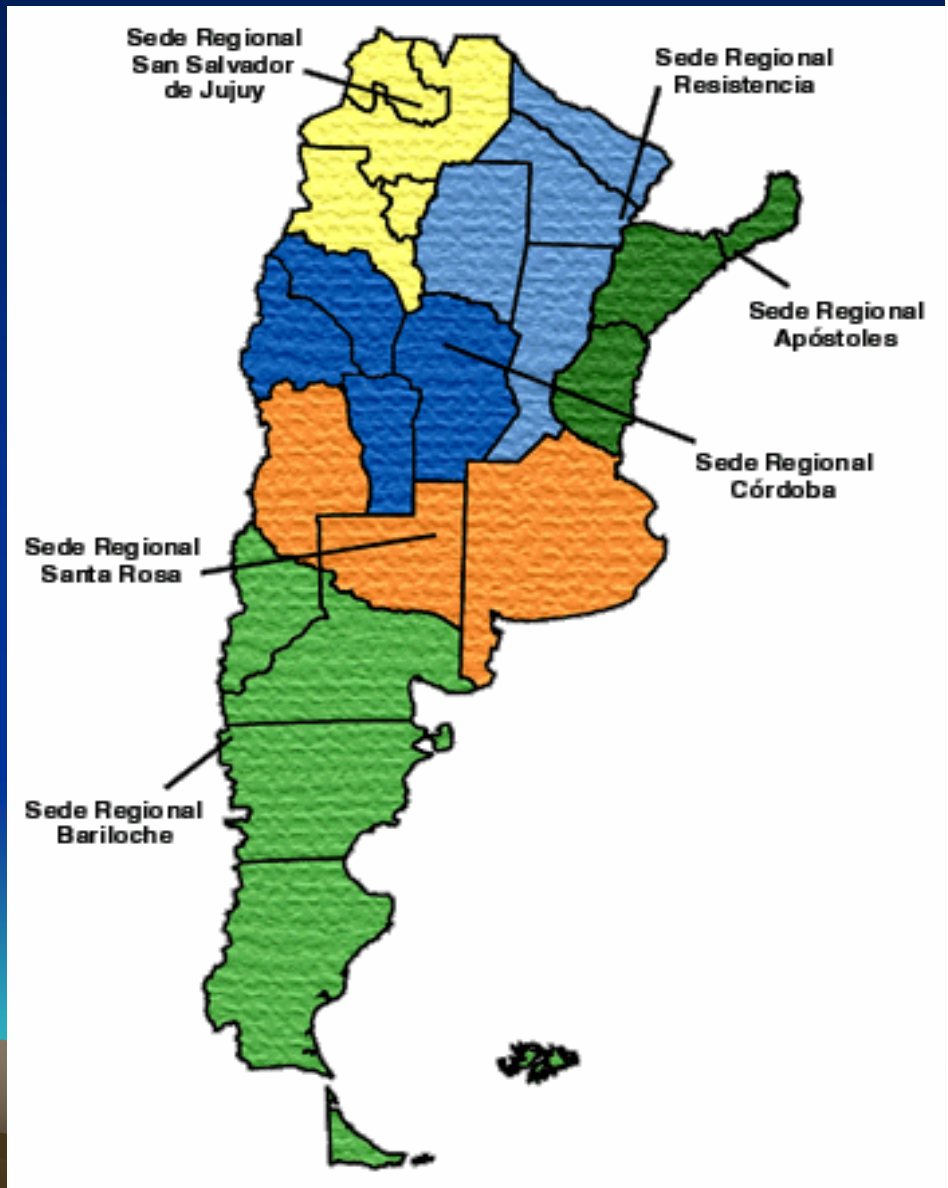 Sede Regional
San Salvador
de Jujuy
Sede Regional
Resistencia
Sede Regional
Apóstoles
Sede Regional
Córdoba
Sede Regional
Santa Rosa
Sede Regional
Bariloche